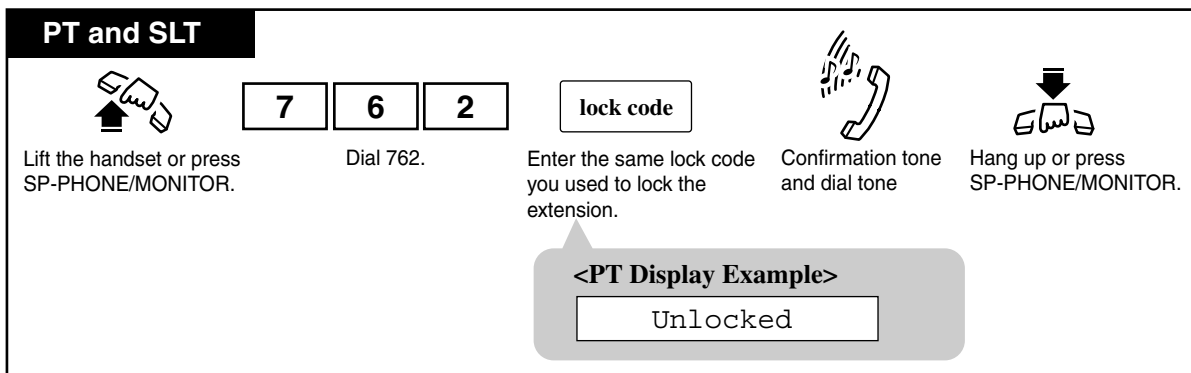 PT and SLT
7 6 2
lock code
Lift the handset or press
SP-PHONE/MONITOR.
Dial 762.
Enter the same lock code
you used to lock the
extension.
Confirmation tone
and dial tone
Hang up or press
SP-PHONE/MONITOR.
<PT Display Example>
Unlocked